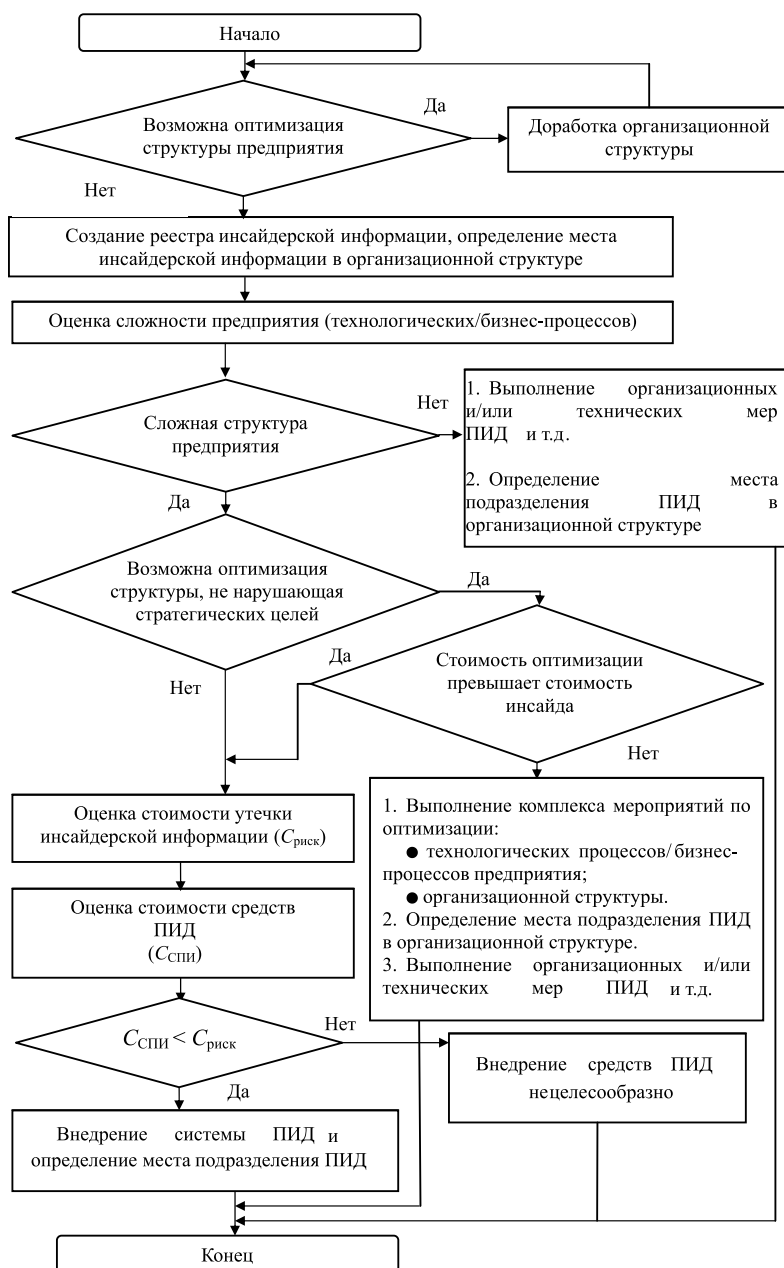 Начало
Да
Возможна оптимизация
структуры предприятия
Доработка организационной
структуры
Нет
Создание реестра инсайдерской информации, определение места
инсайдерской информации в организационной структуре
Оценка сложности предприятия (технологических/бизнес-процессов)
Сложная структура
предприятия
Нет
1. Выполнение организационных
и/или технических мер
ПИД и т.д.
2. Определение места
подразделения ПИД в
организационной структуре
Да
Возможна оптимизация
структуры, не нарушающая
стратегических целей
Да
Нет
Да
Стоимость оптимизации
превышает стоимость
инсайда
Нет
Оценка стоимости утечки
инсайдерской информации (Cриск)
1. Выполнение комплекса мероприятий по
оптимизации:
● технологических процессов/бизнес-
процессов предприятия;
● организационной структуры.
2. Определение места подразделения ПИД
в организационной структуре.
3. Выполнение организационных и/или
технических мер ПИД и т.д.
Оценка стоимости средств
ПИД
(CСПИ)
CСПИ < Cриск
Нет
Внедрение средств ПИД
нецелесообразно
Да
Внедрение системы ПИД и
определение места подразделения ПИД
Конец